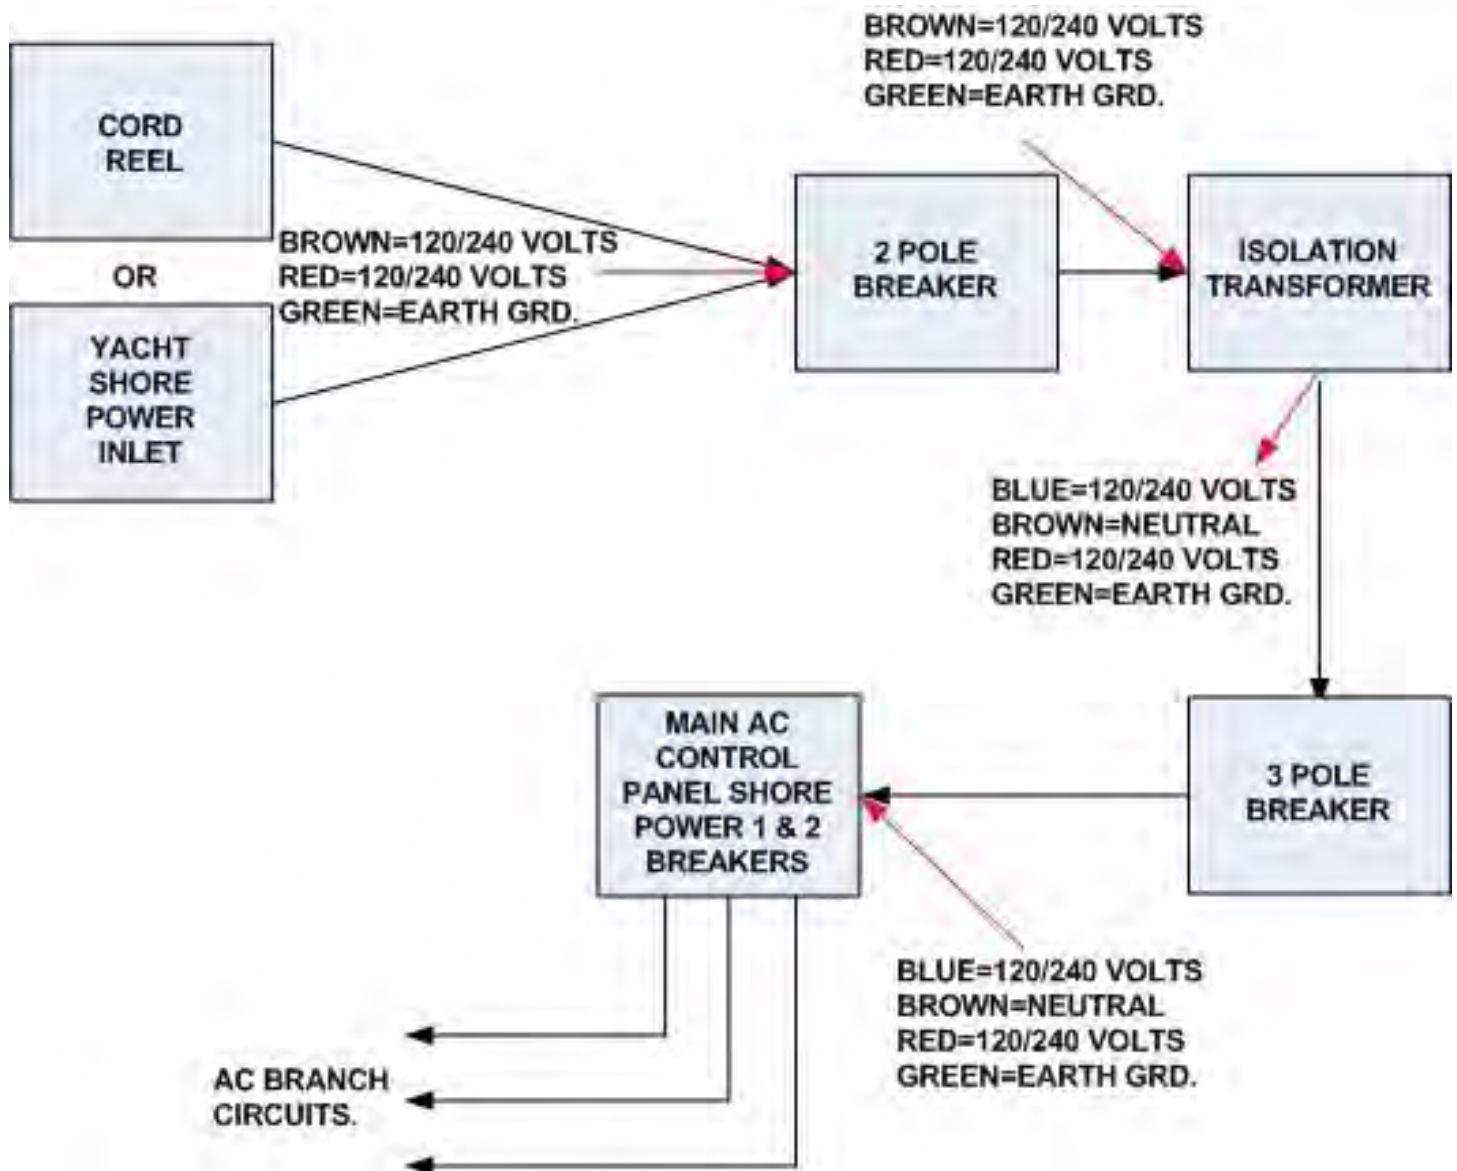 BROWN=120/240 VOLTS
RED=120/240 VOLTS
GREEN=EARTH GRD.
CORD
REEL
OR
YACHT
SHORE
POWER
INLET
BROWN=120/240 VOLTS
RED=120/240 VOLTS
GREEN=EARTH GRD.
2 POLE
BREAKER
ISOLATION
TRANSFORMER
BLUE=120/240 VOLTS
BROWN=NEUTRAL
RED=120/240 VOLTS
GREEN=EARTH GRD.
3 POLE
BREAKER
MAIN AC
CONTROL
PANEL SHORE
POWER 1 & 2
BREAKERS
BLUE=120/240 VOLTS
BROWN=NEUTRAL
RED=120/240 VOLTS
GREEN=EARTH GRD.
AC BRANCH
CIRCUITS.